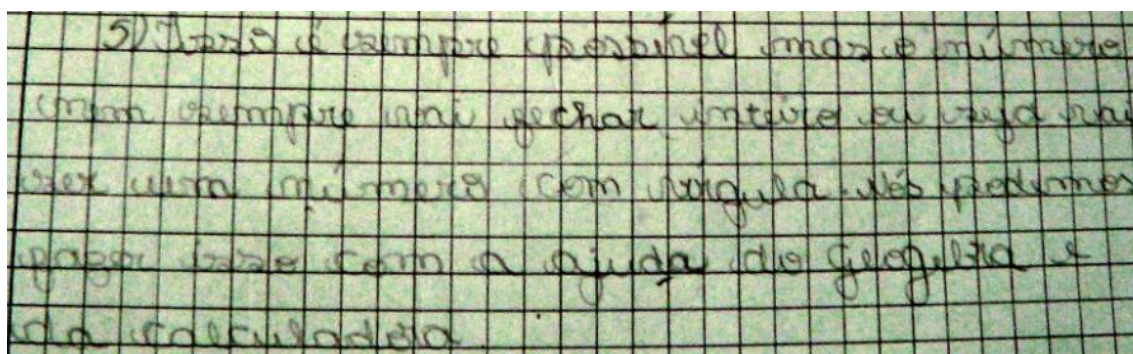 5) Isso é sempre possível mas o número
nem sempre vai fechar inteiro ou seja vai
ser um número com vírgula. Nós podemos
fazer isso com a ajuda do geogebra e
da calculadora